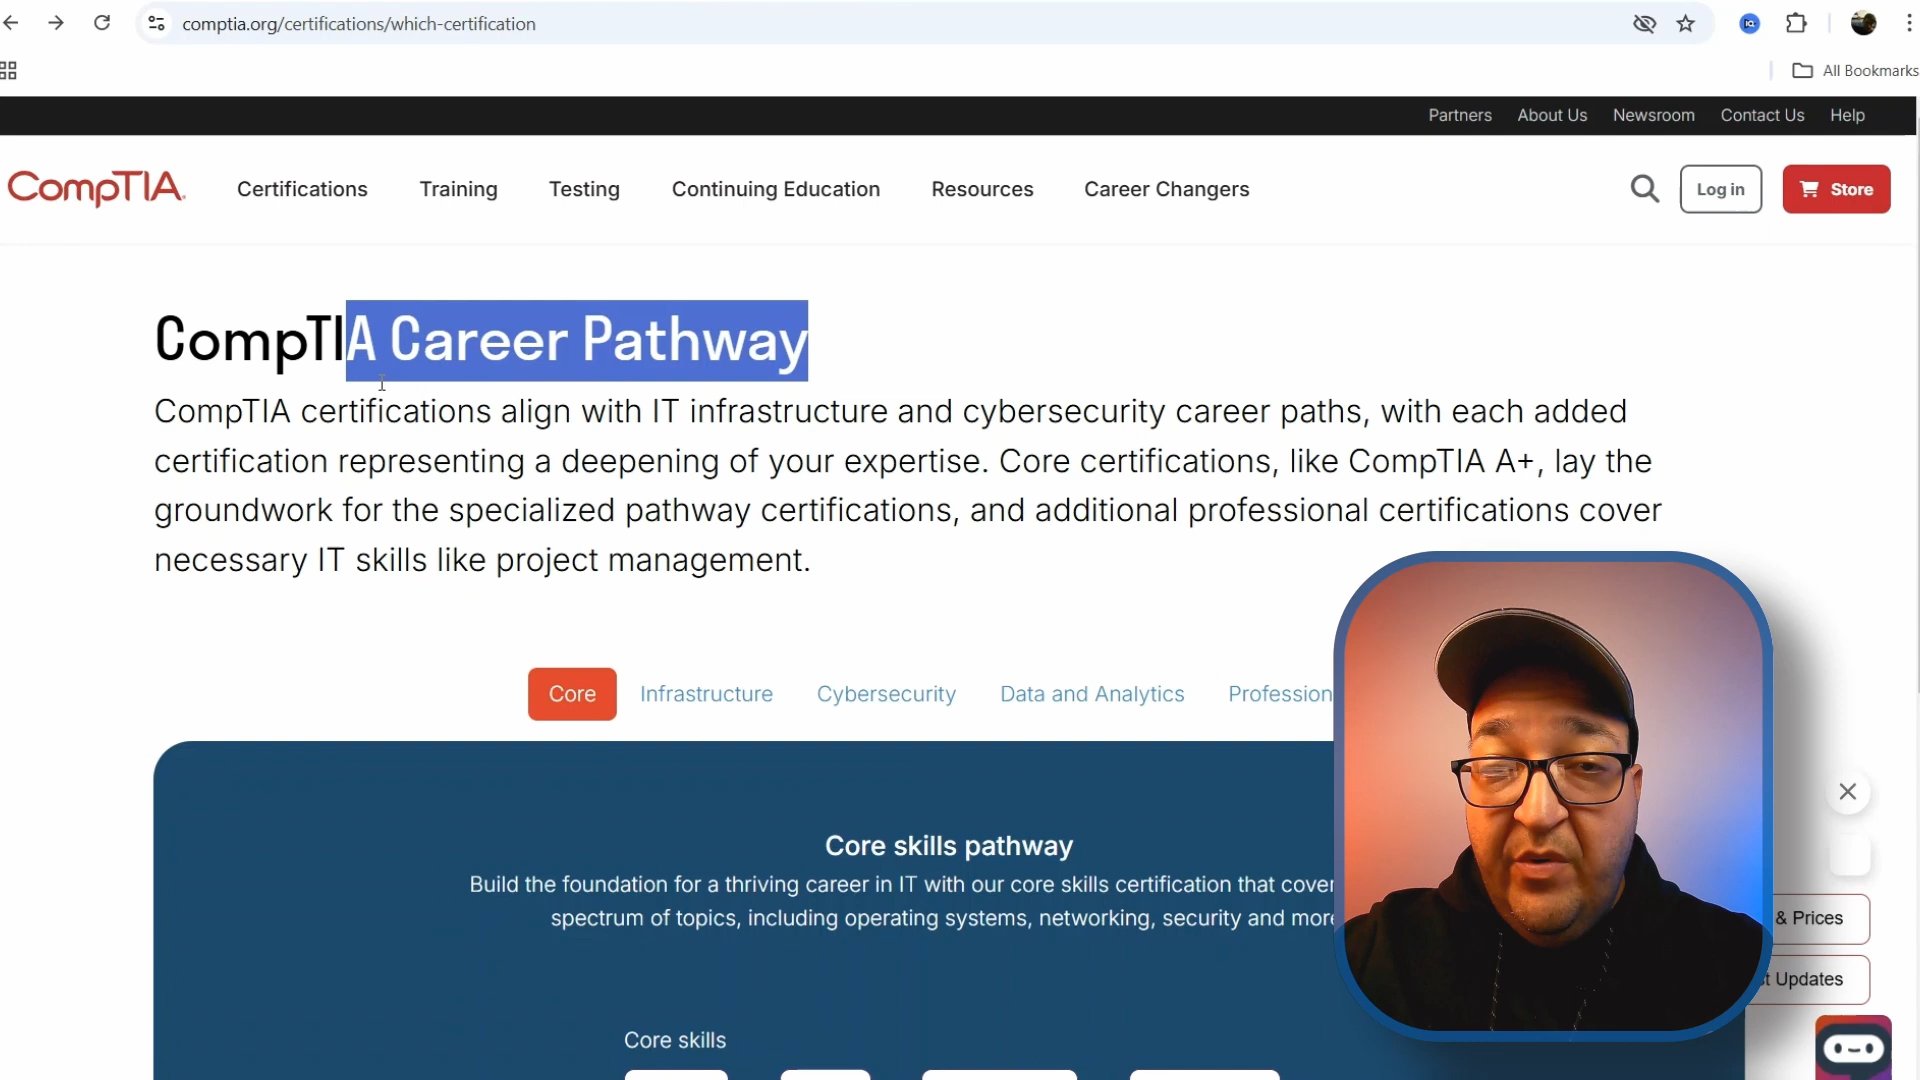 comptia.org/certifications/which-certification
All Bookmarks
Partners About Us Newsroom Contact Us Help
CompTIA. Certifications Training Testing Continuing Education Resources Career Changers Log in Store
CompTIA Career Pathway
CompTIA certifications align with IT infrastructure and cybersecurity career paths, with each added
certification representing a deepening of your expertise. Core certifications, like CompTIA A+, lay the
groundwork for the specialized pathway certifications, and additional professional certifications cover
necessary IT skills like project management.
Core Infrastructure Cybersecurity Data and Analytics Profession
Core skills pathway
Build the foundation for a thriving career in IT with our core skills certification that cover
spectrum of topics, including operating systems, networking, security and more
& Prices
t Updates
Core skills